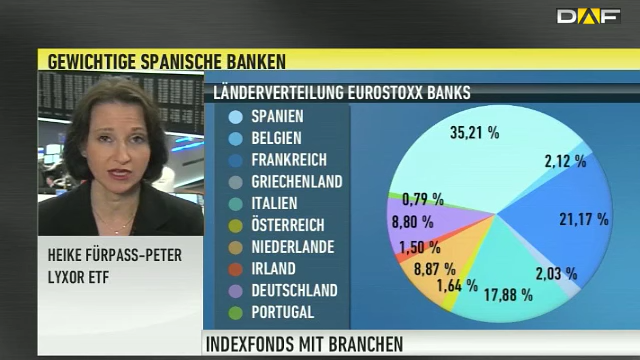 DAF
GEWICHTIGE SPANISCHE BANKEN
LÄNDERVERTEILUNG EUROSTOXX BANKS
SPANIEN
BELGIEN
FRANKREICH
GRIECHENLAND
ITALIEN
ÖSTERREICH
NIEDERLANDE
IRLAND
DEUTSCHLAND
PORTUGAL
35,21 %
2,12 %
21,17 %
2,03 %
17,88 %
1,64 %
8,87 %
1,50 %
8,80 %
0,79 %
HEIKE FÜRPASS-PETER
LYXOR ETF
INDEXFONDS MIT BRANCHEN